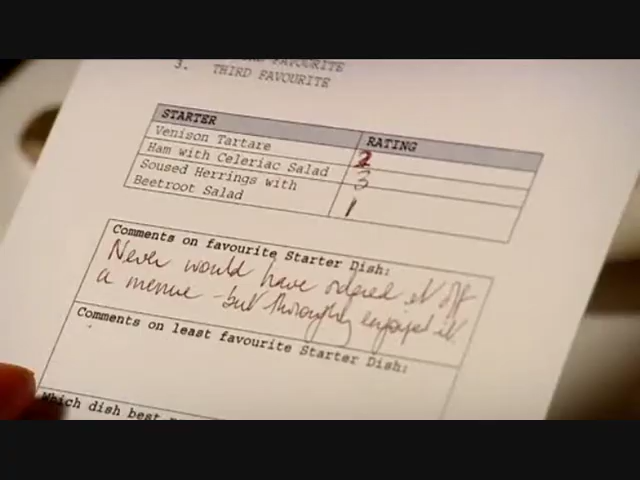 3. THIRD FAVOURITE
STARTER RATING
Venison Tartare 2
Ham with Celeriac Salad 3
Soused Herrings with
Beetroot Salad 1
Comments on favourite Starter Dish:
Never would have ordered it off
a menue - but throughly enjoyed it
Comments on least favourite Starter Dish:
Which dish best